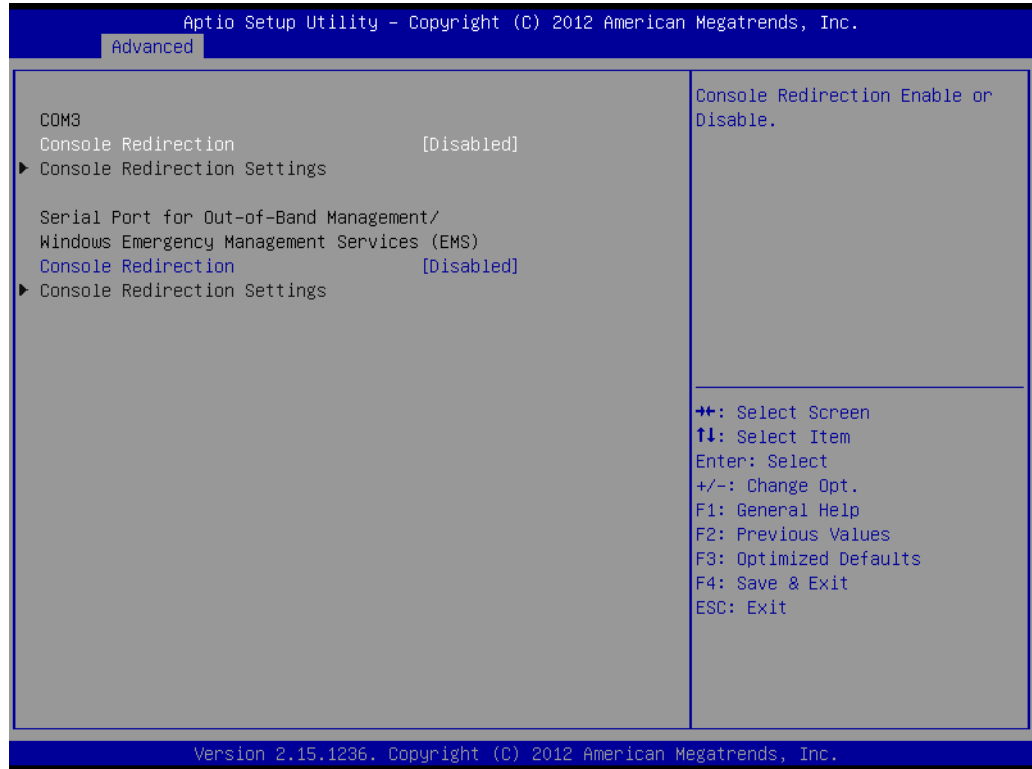 Aptio Setup Utility – Copyright (C) 2012 American Megatrends, Inc.
Advanced
COM3
Console Redirection [Disabled]
▶ Console Redirection Settings
Serial Port for Out-of-Band Management/
Windows Emergency Management Services (EMS)
Console Redirection [Disabled]
▶ Console Redirection Settings
Console Redirection Enable or
Disable.
→←: Select Screen
↑↓: Select Item
Enter: Select
+/-: Change Opt.
F1: General Help
F2: Previous Values
F3: Optimized Defaults
F4: Save & Exit
ESC: Exit
Version 2.15.1236. Copyright (C) 2012 American Megatrends, Inc.